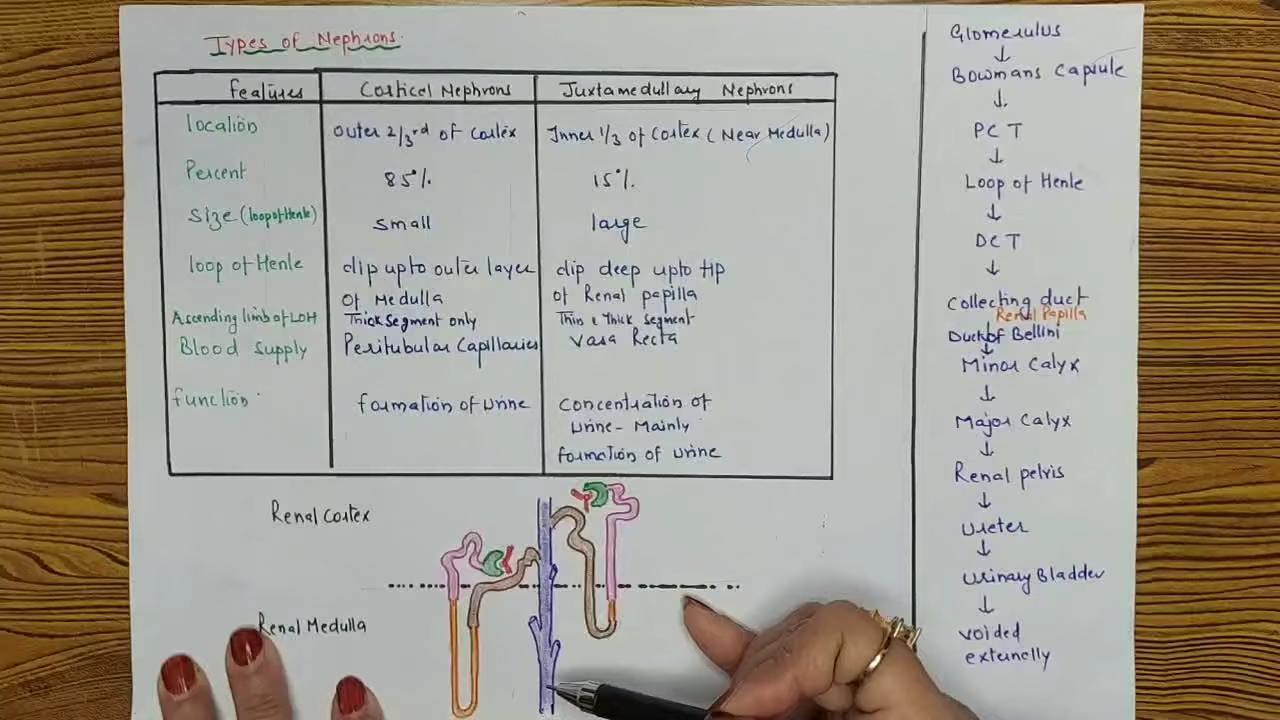 Types of Nephrons.
features Corticel Nephrons Juxtamedullary Nephrons
location Outer 2/3rd of Cortex Inner 1/3 of Cortex (Near Medulla)
Percent 85% 15%
Size (loop of Henle) small large
loop of Henle dip upto outer layer dip deep upto tip
of Medulla of Renal papilla
Ascending limb of LOH Thick Segment only Thin & Thick Segment
Blood Supply Peritubular Capillaries Vasa Recta
function formation of urine Concentration of
urine - Mainly
formation of urine
Renal Cortex
Renal Medulla
Glomerulus
↓
Bowmans Capsule
↓
PCT
↓
Loop of Henle
↓
DCT
↓
Collecting duct
Renal Papilla
Duct of Bellini
↓
Minor Calyx
↓
Major Calyx
↓
Renal pelvis
↓
Ureter
↓
Urinary Bladder
↓
voided
externelly